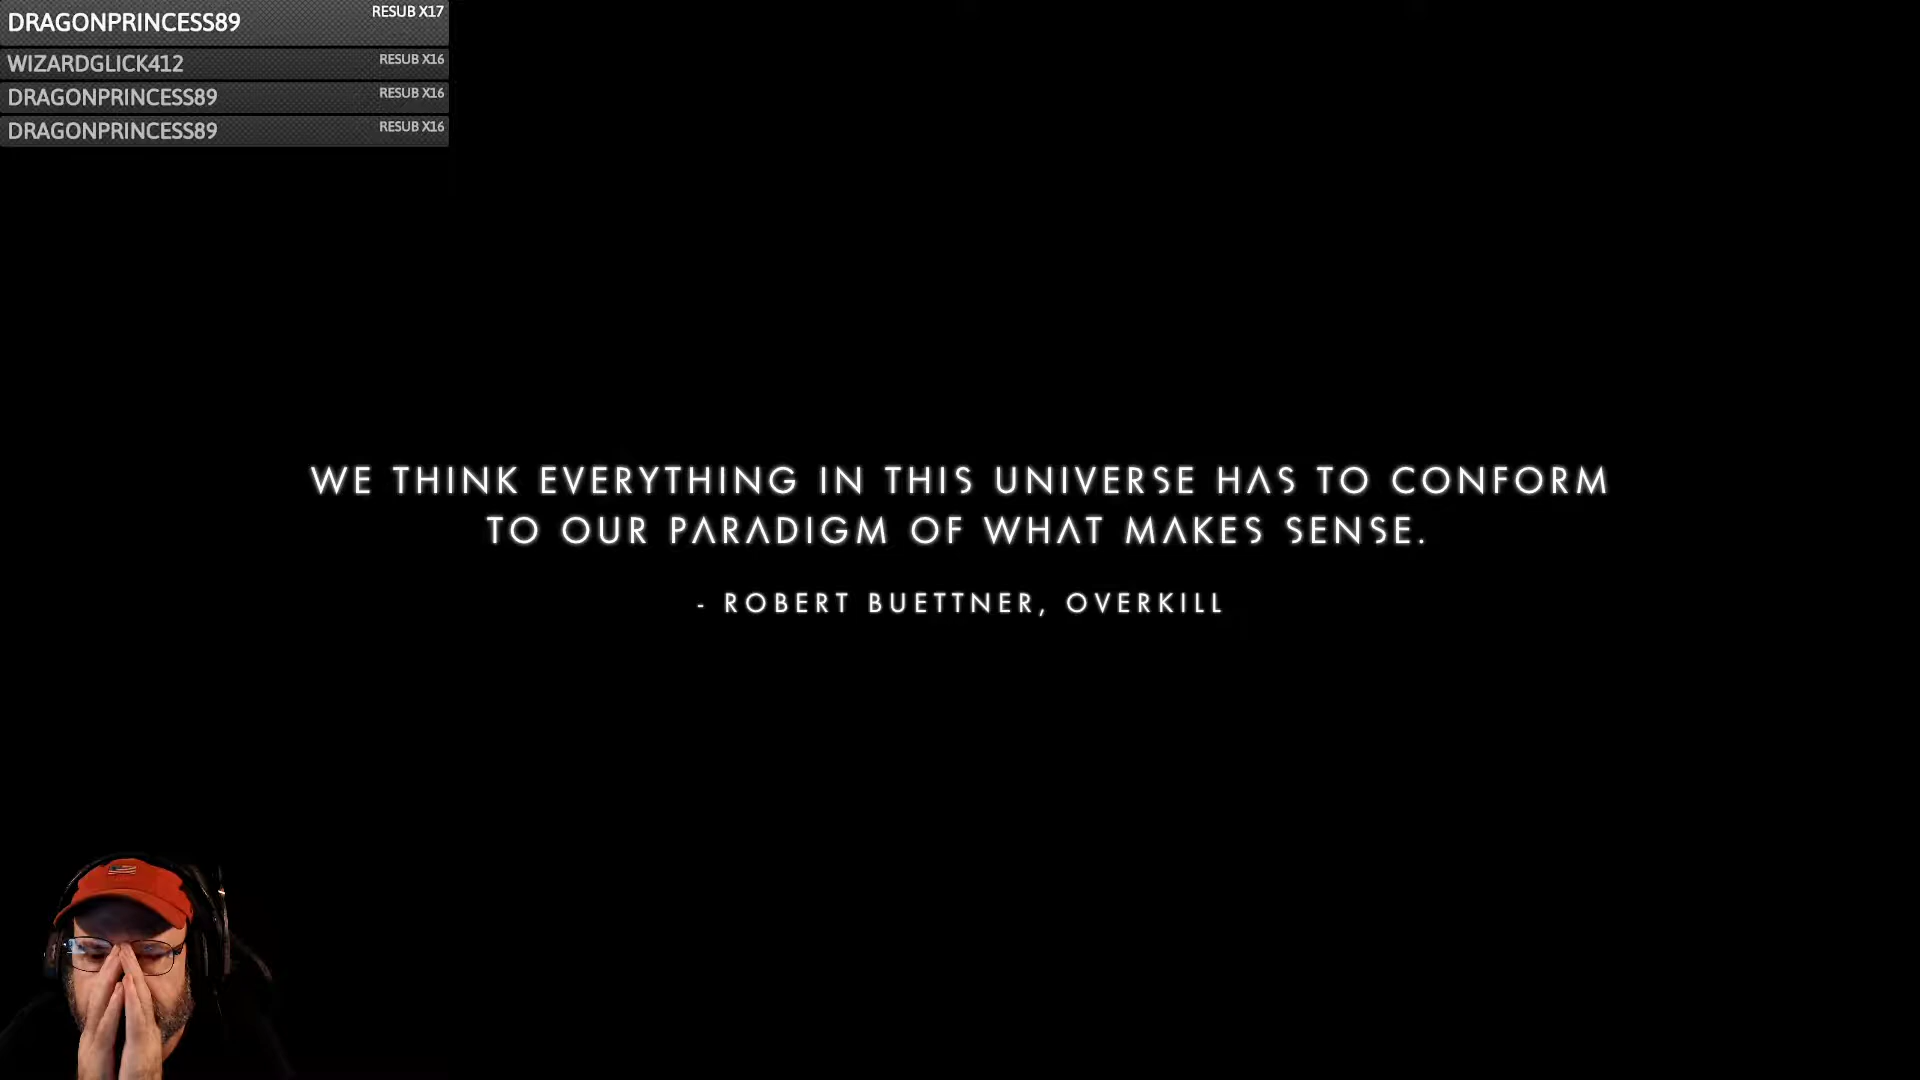 DRAGONPRINCESS89 RESUB X17
WIZARDGLICK412 RESUB X16
DRAGONPRINCESS89 RESUB X16
DRAGONPRINCESS89 RESUB X16
WE THINK EVERYTHING IN THIS UNIVERSE HAS TO CONFORM
TO OUR PARADIGM OF WHAT MAKES SENSE.
- ROBERT BUETTNER, OVERKILL